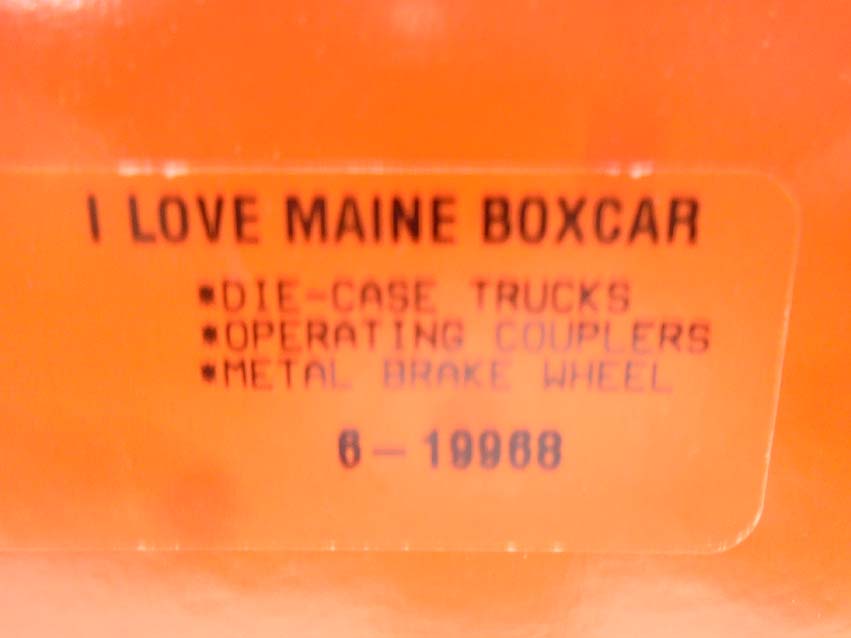 I LOVE MAINE BOXCAR
*DIE-CASE TRUCKS
*OPERATING COUPLERS
*METAL BRAKE WHEEL
6-19968